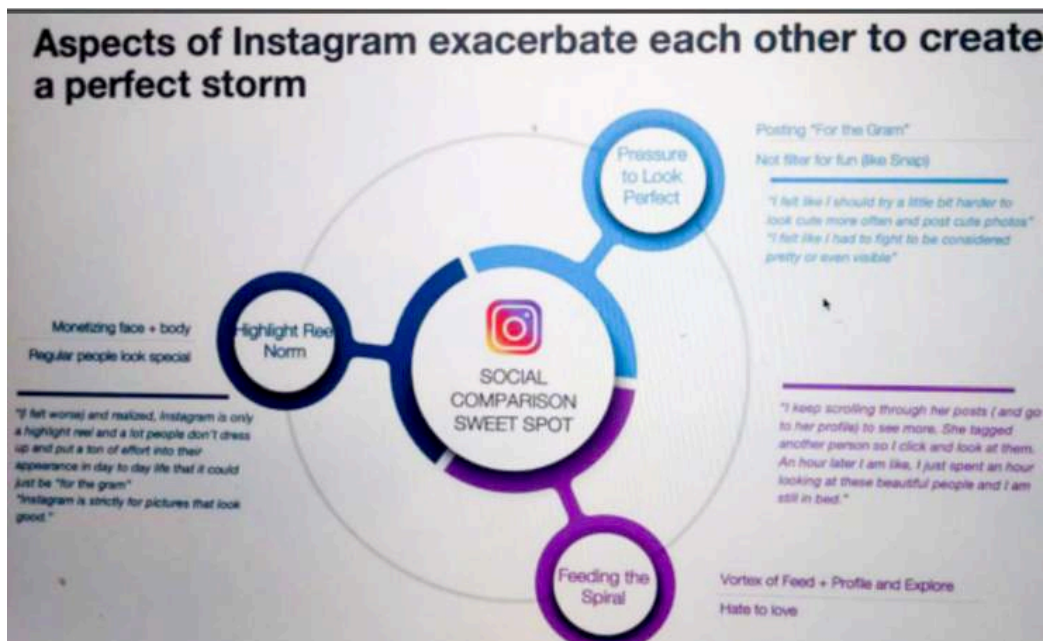 Aspects of Instagram exacerbate each other to create
a perfect storm
Pressure
to Look
Perfect
Posting "For the Gram"
Not filter for fun (like Snap)
"I felt like I should try a little bit harder to
look cute more often and post cute photos"
"I felt like I had to fight to be considered
pretty or even visible"
Highlight Reel
Norm
Monetizing face + body
Regular people look special
"(I felt worse) and realized, Instagram is only
a highlight reel and a lot people don't dress
up and put a ton of effort into their
appearance in day to day life that it could
just be "for the gram"
"Instagram is strictly for pictures that look
good."
SOCIAL
COMPARISON
SWEET SPOT
"I keep scrolling through her posts ( and go
to her profile) to see more. She tagged
another person so I click and look at them.
An hour later I am like, I just spent an hour
looking at these beautiful people and I am
still in bed."
Feeding the
Spiral
Vortex of Feed + Profile and Explore
Hate to love